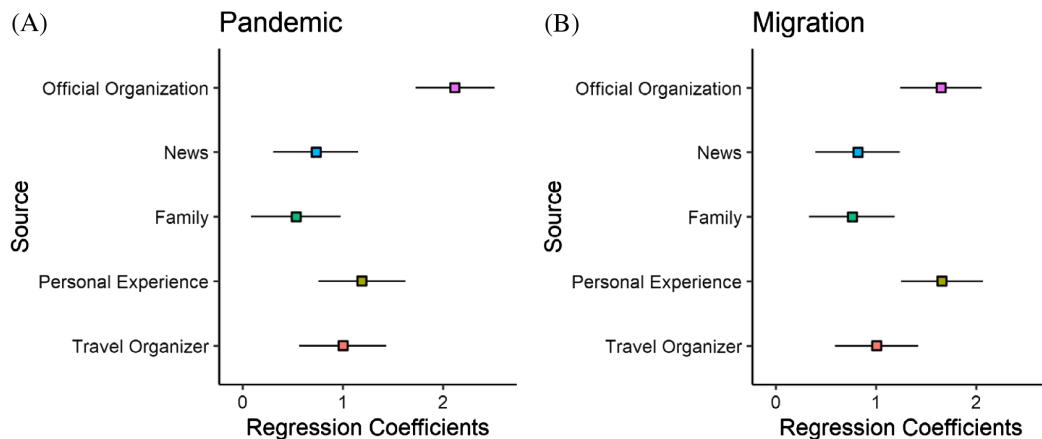 (A)
Pandemic
Official Organization
News
Family
Personal Experience
Travel Organizer
Source
0 1 2
Regression Coefficients
(B)
Migration
Official Organization
News
Family
Personal Experience
Travel Organizer
Source
0 1 2
Regression Coefficients